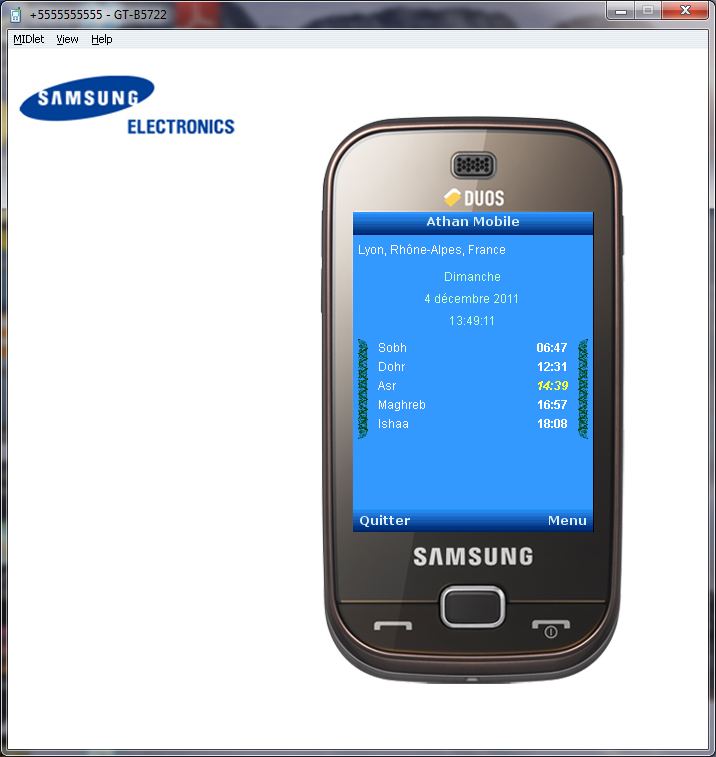 +5555555555 - GT-B5722
MIDlet View Help
SAMSUNG
ELECTRONICS
DUOS
Athan Mobile
Lyon, Rhône-Alpes, France
Dimanche
4 décembre 2011
13:49:11
Sobh 06:47
Dohr 12:31
Asr 14:39
Maghreb 16:57
Ishaa 18:08
Quitter Menu
SAMSUNG